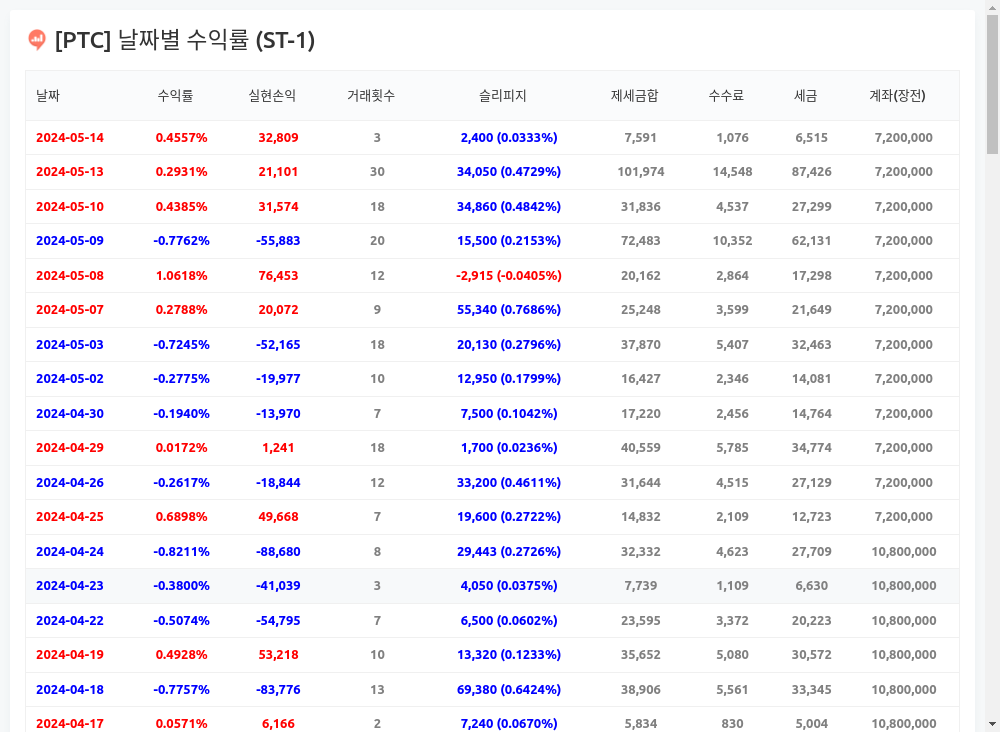 [PTC] 날짜별 수익률 (ST-1)
날짜 수익률 실현손익 거래횟수 슬리피지 제세금합 수수료 세금 계좌(장전)
2024-05-14 0.4557% 32,809 3 2,400 (0.0333%) 7,591 1,076 6,515 7,200,000
2024-05-13 0.2931% 21,101 30 34,050 (0.4729%) 101,974 14,548 87,426 7,200,000
2024-05-10 0.4385% 31,574 18 34,860 (0.4842%) 31,836 4,537 27,299 7,200,000
2024-05-09 -0.7762% -55,883 20 15,500 (0.2153%) 72,483 10,352 62,131 7,200,000
2024-05-08 1.0618% 76,453 12 -2,915 (-0.0405%) 20,162 2,864 17,298 7,200,000
2024-05-07 0.2788% 20,072 9 55,340 (0.7686%) 25,248 3,599 21,649 7,200,000
2024-05-03 -0.7245% -52,165 18 20,130 (0.2796%) 37,870 5,407 32,463 7,200,000
2024-05-02 -0.2775% -19,977 10 12,950 (0.1799%) 16,427 2,346 14,081 7,200,000
2024-04-30 -0.1940% -13,970 7 7,500 (0.1042%) 17,220 2,456 14,764 7,200,000
2024-04-29 0.0172% 1,241 18 1,700 (0.0236%) 40,559 5,785 34,774 7,200,000
2024-04-26 -0.2617% -18,844 12 33,200 (0.4611%) 31,644 4,515 27,129 7,200,000
2024-04-25 0.6898% 49,668 7 19,600 (0.2722%) 14,832 2,109 12,723 7,200,000
2024-04-24 -0.8211% -88,680 8 29,443 (0.2726%) 32,332 4,623 27,709 10,800,000
2024-04-23 -0.3800% -41,039 3 4,050 (0.0375%) 7,739 1,109 6,630 10,800,000
2024-04-22 -0.5074% -54,795 7 6,500 (0.0602%) 23,595 3,372 20,223 10,800,000
2024-04-19 0.4928% 53,218 10 13,320 (0.1233%) 35,652 5,080 30,572 10,800,000
2024-04-18 -0.7757% -83,776 13 69,380 (0.6424%) 38,906 5,561 33,345 10,800,000
2024-04-17 0.0571% 6,166 2 7,240 (0.0670%) 5,834 830 5,004 10,800,000